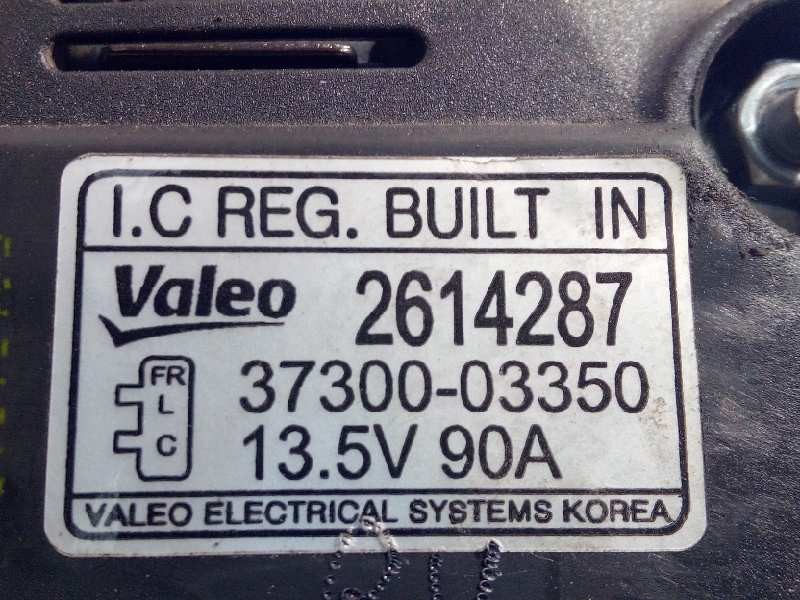 I.C REG. BUILT IN
Valeo 2614287
FR
L
C
37300-03350
13.5V 90A
VALEO ELECTRICAL SYSTEMS KOREA